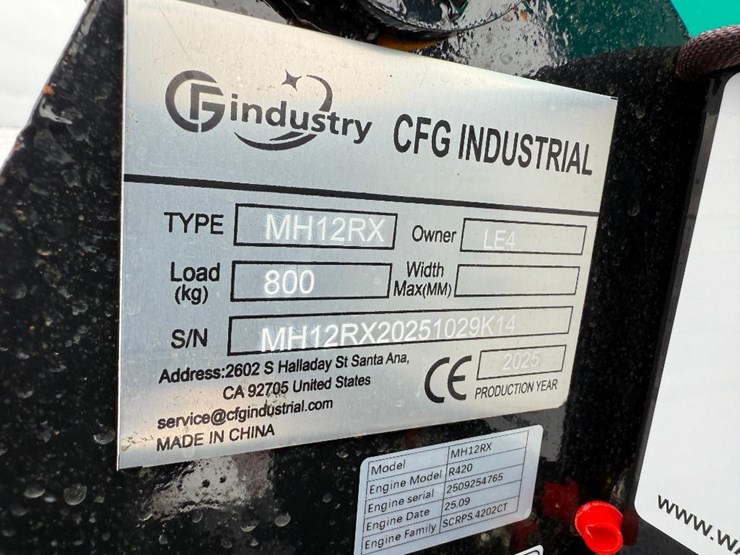 CFG industry CFG INDUSTRIAL
TYPE MH12RX Owner LE4
Load (kg) 800 Width Max(MM)
S/N MH12RX20251029K14
Address:2602 S Halladay St Santa Ana,
CA 92705 United States
service@cfgindustrial.com
MADE IN CHINA
CE 2025
PRODUCTION YEAR
Model MH12RX
Engine Model R420
Engine serial 2509254765
Engine Date 25.09
Engine Family SCRPS.4202CT
www.w